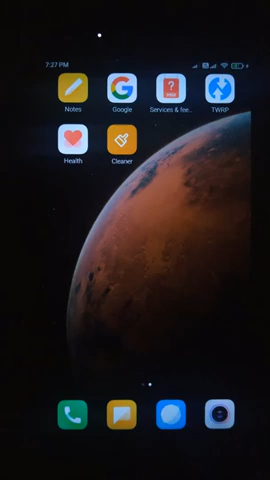 7:27 PM
Notes
Google
Services & fee..
TWRP
Health
Cleaner